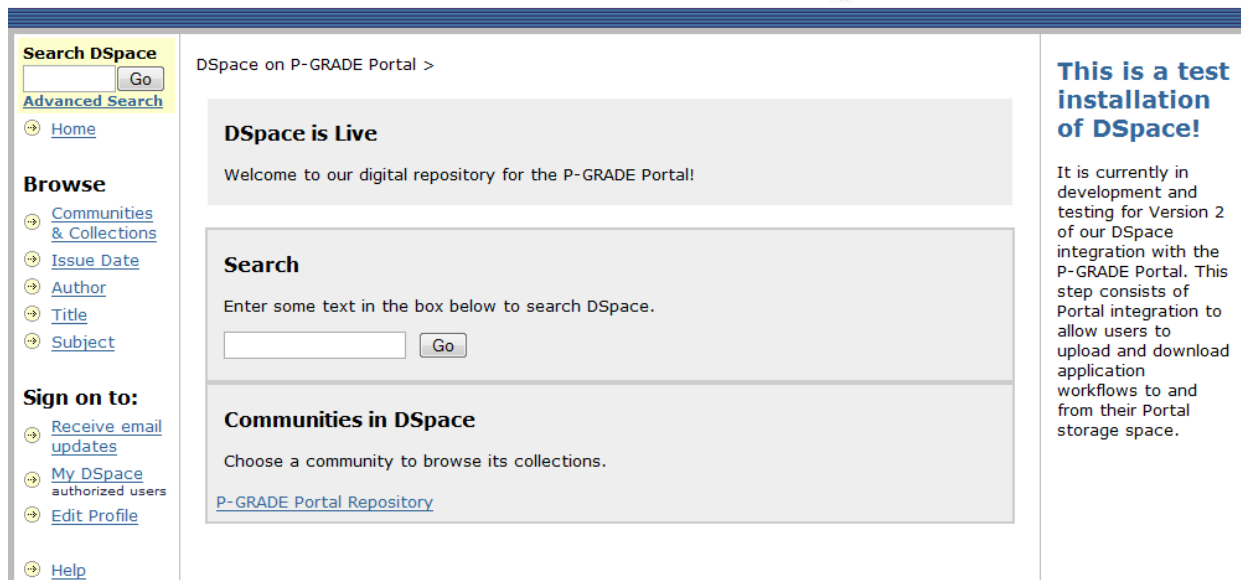 Search DSpace
Go
Advanced Search
Home
Browse
Communities
& Collections
Issue Date
Author
Title
Subject
Sign on to:
Receive email
updates
My DSpace
authorized users
Edit Profile
Help
DSpace on P-GRADE Portal >
DSpace is Live
Welcome to our digital repository for the P-GRADE Portal!
Search
Enter some text in the box below to search DSpace.
Go
Communities in DSpace
Choose a community to browse its collections.
P-GRADE Portal Repository
This is a test
installation
of DSpace!
It is currently in
development and
testing for Version 2
of our DSpace
integration with the
P-GRADE Portal. This
step consists of
Portal integration to
allow users to
upload and download
application
workflows to and
from their Portal
storage space.